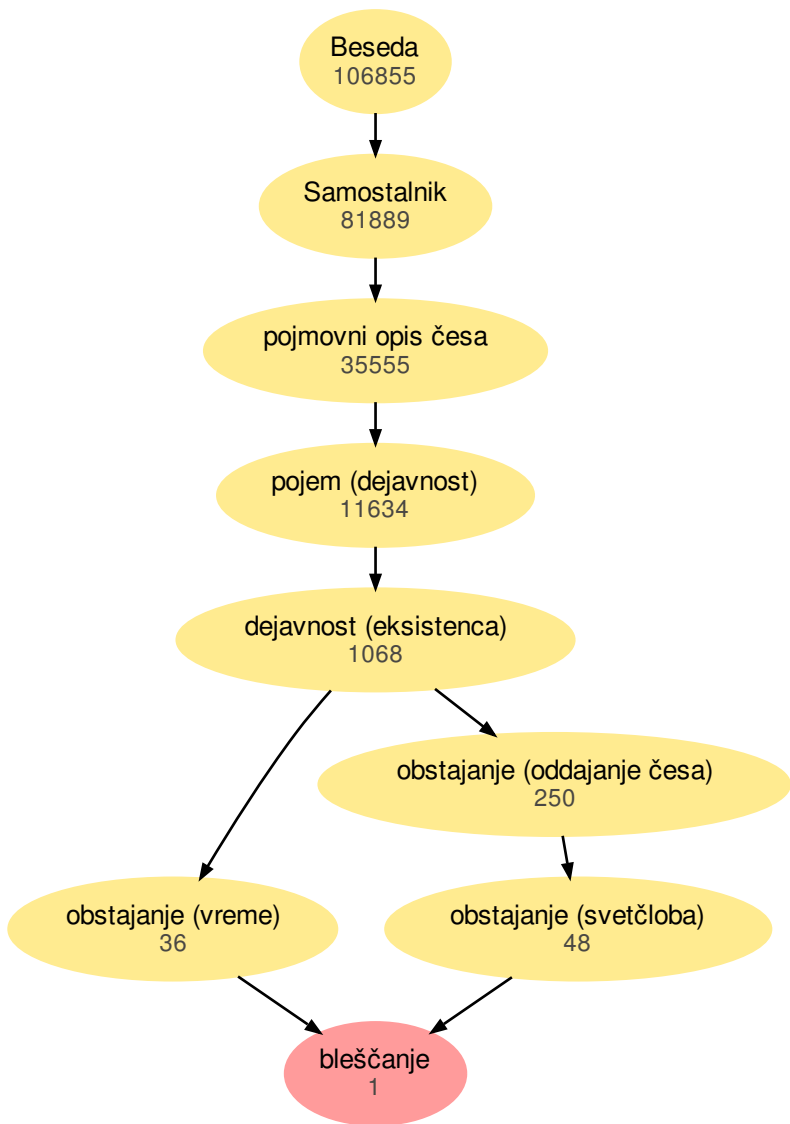 Beseda
106855
Samostalnik
81889
pojmovni opis česa
35555
pojem (dejavnost)
11634
dejavnost (eksistenca)
1068
obstajanje (oddajanje česa)
250
obstajanje (vreme)
36
obstajanje (svetčloba)
48
bleščanje
1